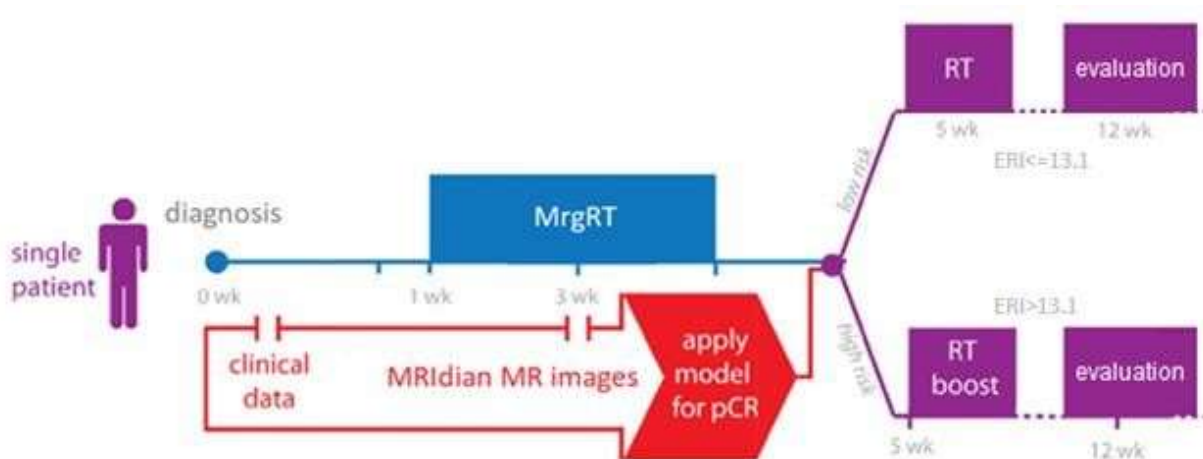 single
patient
diagnosis
0 wk
1 wk
3 wk
MrgRT
clinical
data
MRIdian MR images
apply
model
for pCR
low risk
high risk
RT
evaluation
5 wk
12 wk
ERI<=13.1
ERI>13.1
RT
boost
evaluation
5 wk
12 wk